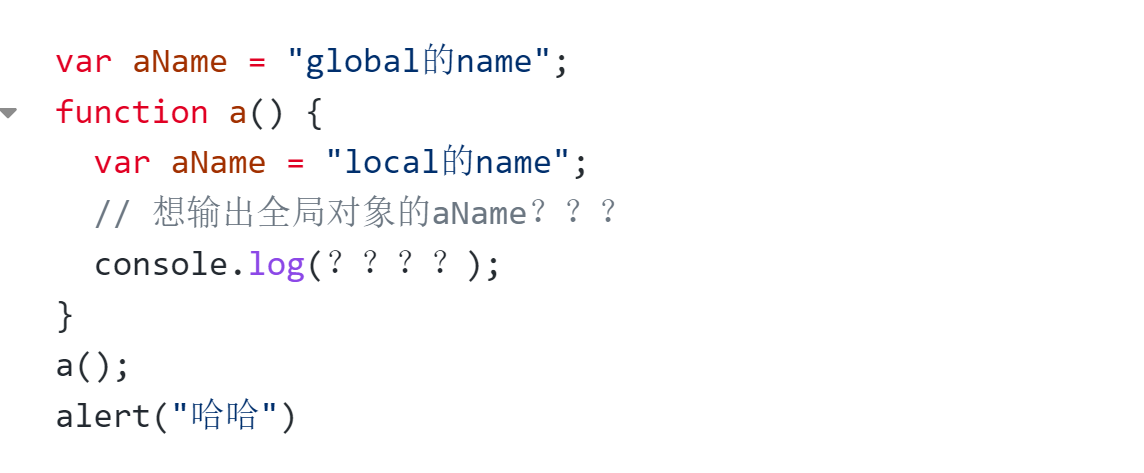 var aName = "global的name";
function a() {
  var aName = "local的name";
  // 想输出全局对象的aName？？？
  console.log(？？？？);
}
a();
alert("哈哈")